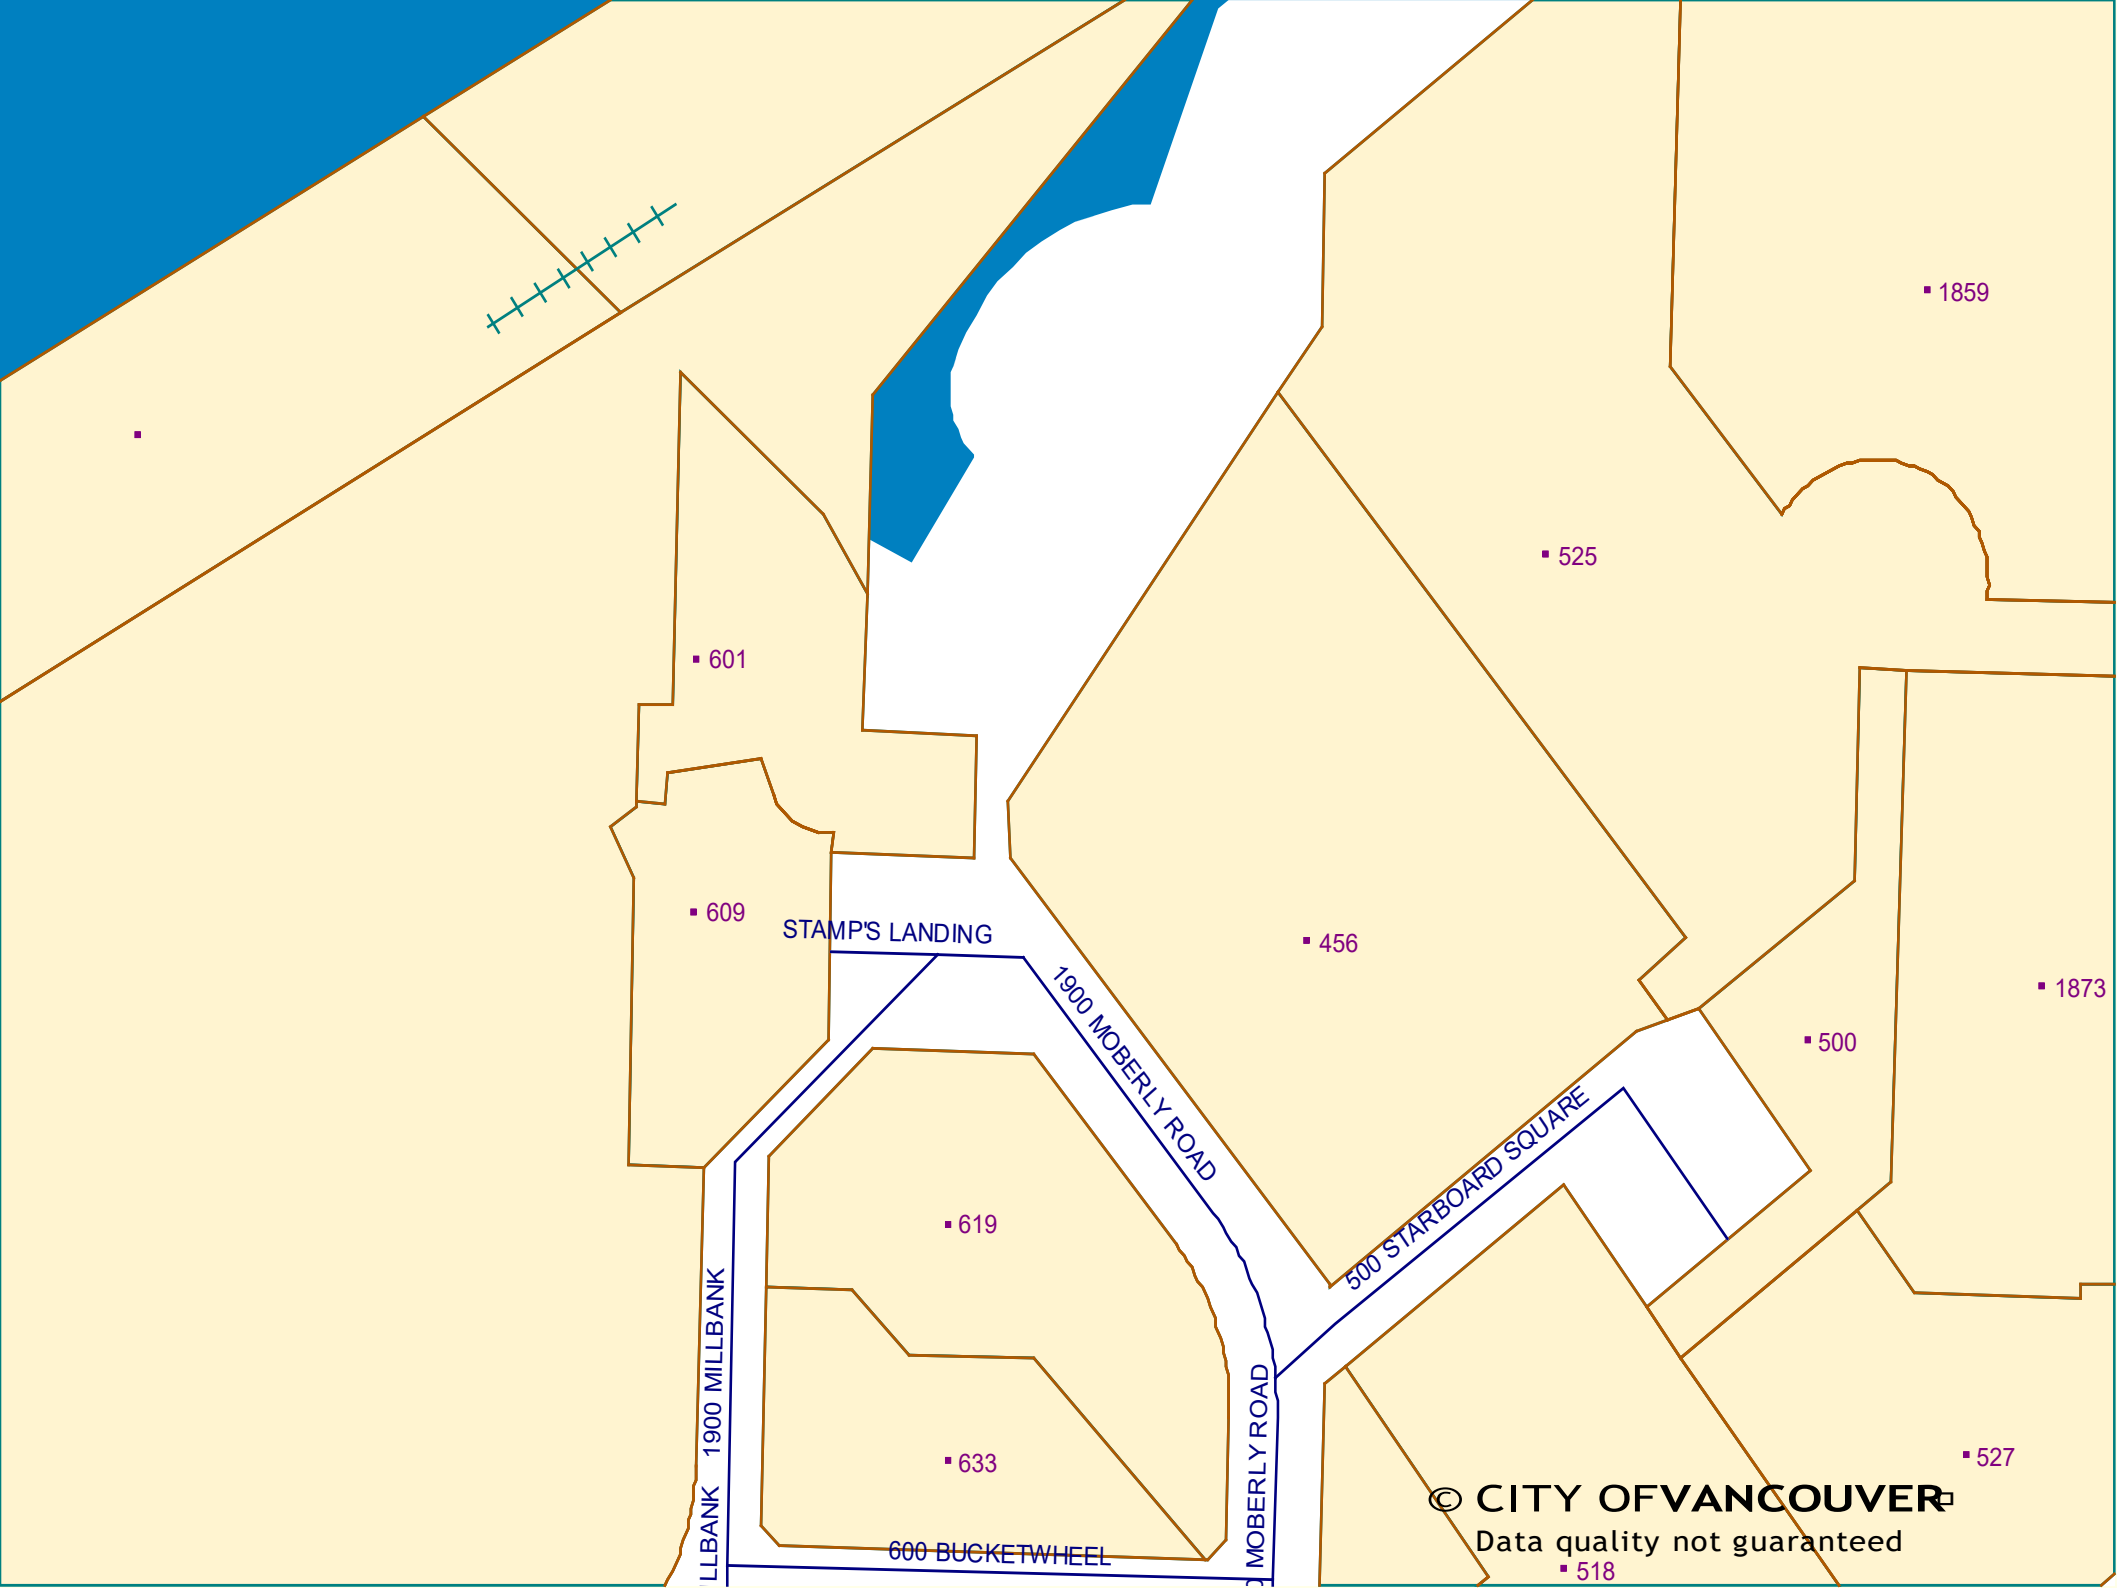 1859
525
601
609
STAMP'S LANDING
456
1900 MOBERLY ROAD
1873
500
500 STARBOARD SQUARE
619
1900 MILLBANK
MOBERLY ROAD
633
527
© CITY OF VANCOUVER
Data quality not guaranteed
600 BUCKETWHEEL
518